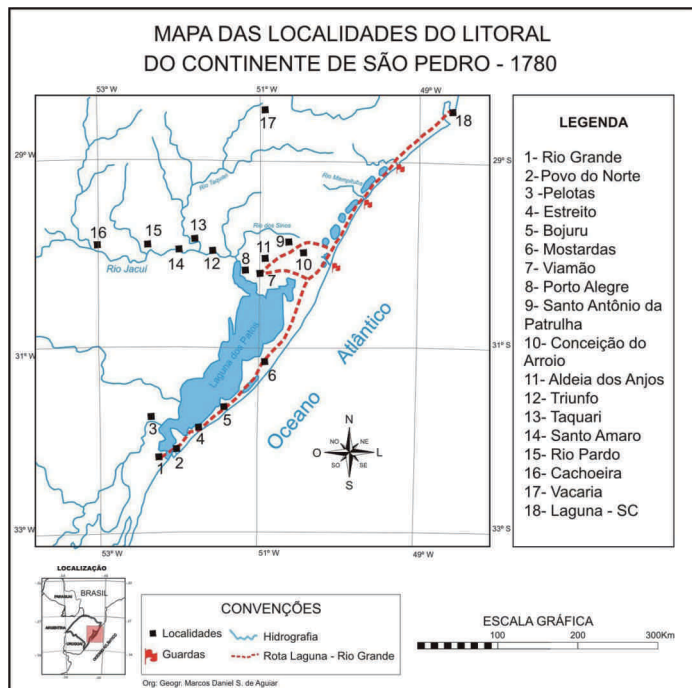 MAPA DAS LOCALIDADES DO LITORAL
DO CONTINENTE DE SÃO PEDRO - 1780
53º W
51º W
49º W
29º W
29º S
31º W
31º S
33º W
33º S
53º W
51º W
49º W
17
18
Rio Taquari
Rio Mampituba
16
15
13
14
12
Rio dos Sinos
9
11
10
8
7
Rio Jacuí
Laguna dos Patos
6
5
4
3
2
1
Oceano Atlântico
N
NO
NE
O
L
SO
SE
S
LEGENDA
1- Rio Grande
2- Povo do Norte
3 -Pelotas
4- Estreito
5- Bojuru
6- Mostardas
7- Viamão
8- Porto Alegre
9- Santo Antônio da
Patrulha
10- Conceição do
Arroio
11- Aldeia dos Anjos
12- Triunfo
13- Taquari
14- Santo Amaro
15- Rio Pardo
16- Cachoeira
17- Vacaria
18- Laguna - SC
LOCALIZAÇÃO
BRASIL
PARAGUAI
ARGENTINA
URUGUAI
OCEANO ATLÂNTICO
CONVENÇÕES
Localidades
Hidrografia
Guardas
Rota Laguna - Rio Grande
Org: Geogr. Marcos Daniel S. de Aguiar
ESCALA GRÁFICA
0
100
200
300Km